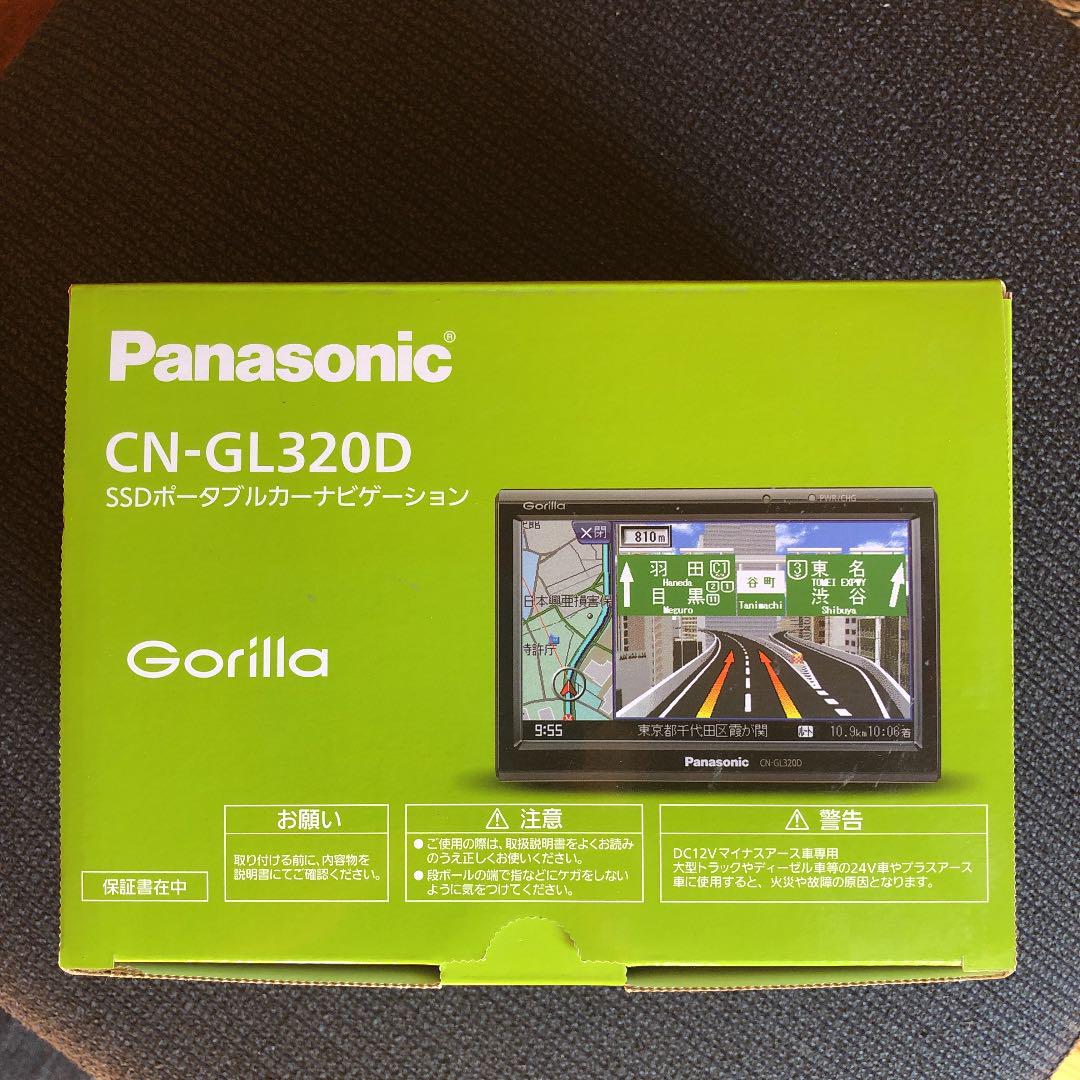 Panasonic®
CN-GL320D
SSDポータブルカーナビゲーション
Gorilla
Gorilla
PWR/CHG
×閉
810m
羽田 C1
Haneda
目黒 2 1
11
Meguro
谷町
Tanimachi
3 東名
TOMEI EXPWY
渋谷
Shibuya
日本興亜損害保
特許庁
9:55
東京都千代田区霞が関
ルート
10.9km10:06着
Panasonic CN-GL320D
保証書在中
お願い
取り付ける前に、内容物を
説明書にてご確認ください。
⚠ 注意
●ご使用の際は、取扱説明書をよくお読み
のうえ正しくお使いください。
●段ボールの端で指などにケガをしない
ように気をつけてください。
⚠ 警告
DC12Vマイナスアース車専用
大型トラックやディーゼル車等の24V車やプラスアース
車に使用すると、火災や故障の原因となります。